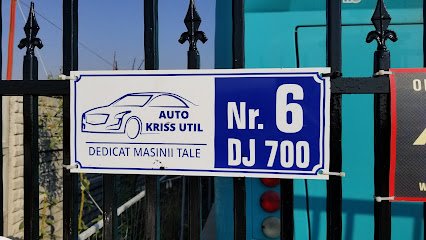 AUTO
KRISS UTIL
DEDICAT MASINII TALE
Nr. 6
DJ 700